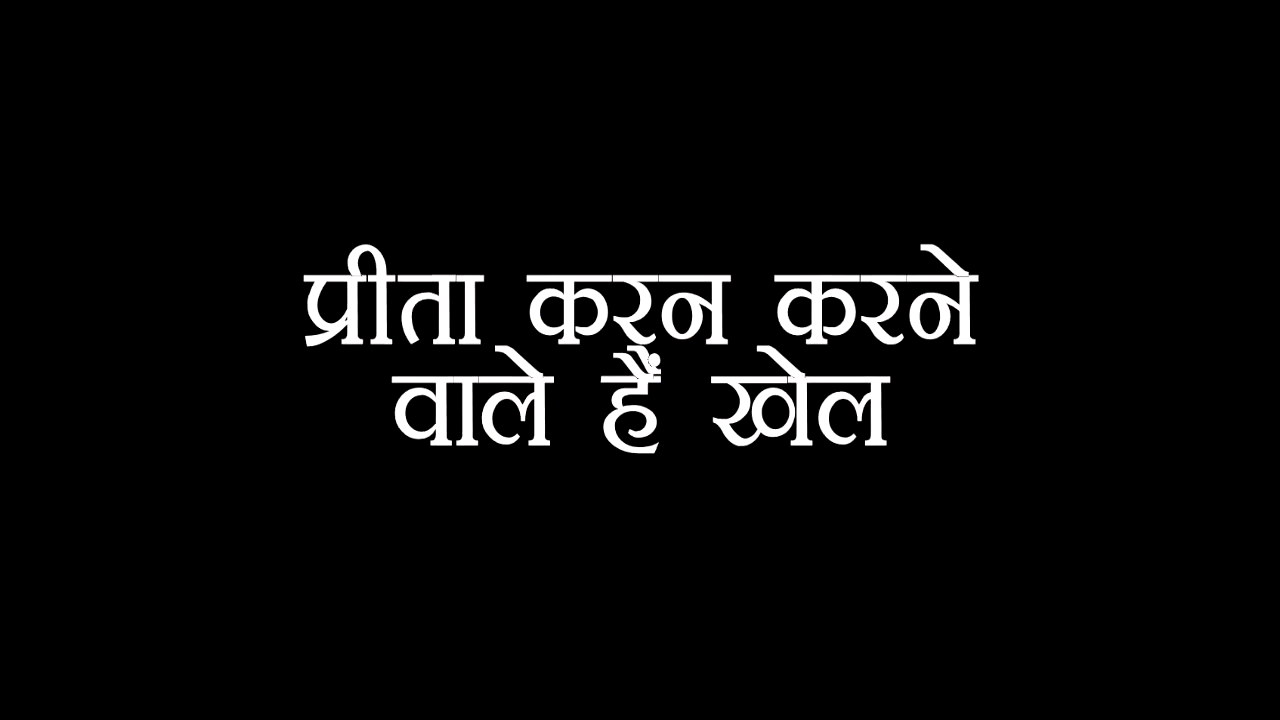 प्रीता करन करने
वाले हैं खेल